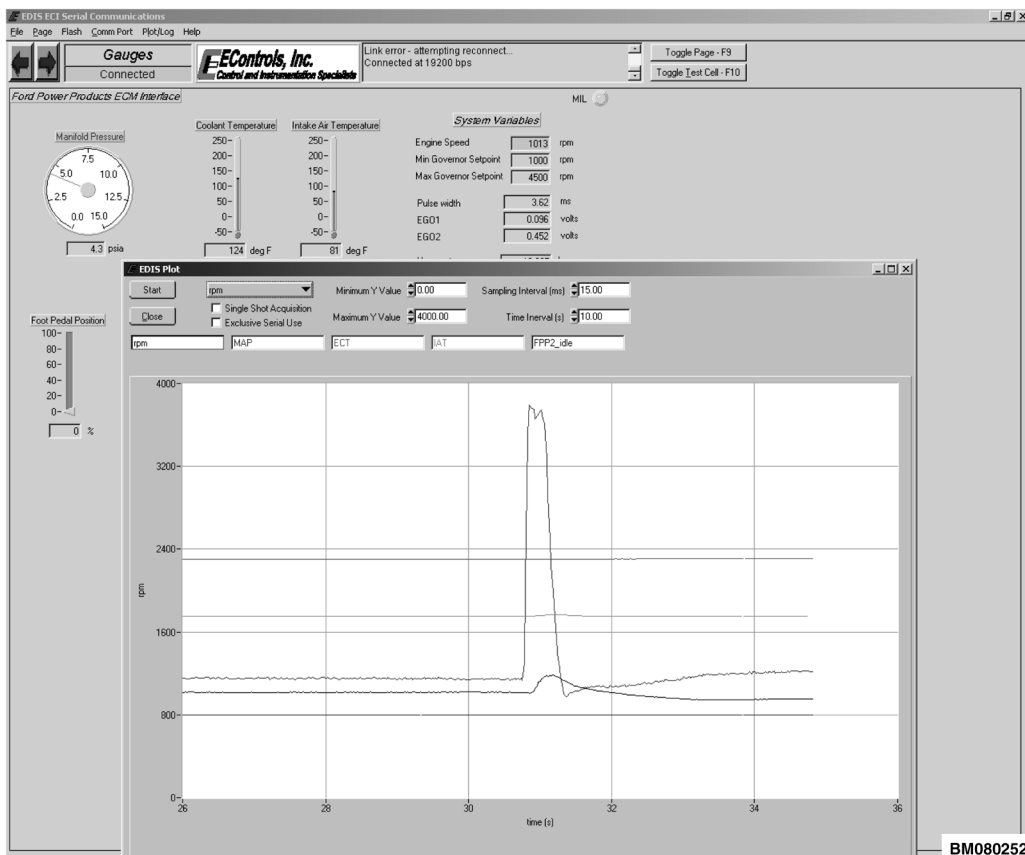 EDIS ECI Serial Communications
File Page Flash Comm Port Plot/Log Help
Gauges
Connected
EControls, Inc.
Control and Instrumentation Specialists
Link error - attempting reconnect...
Connected at 19200 bps
Toggle Page - F9
Toggle Test Cell - F10
Ford Power Products ECM Interface
MIL
Manifold Pressure
0.0 2.5 5.0 7.5 10.0 12.5 15.0
4.3 psia
Coolant Temperature
250
200
150
100
50
0
-50
124 deg F
Intake Air Temperature
250
200
150
100
50
0
-50
81 deg F
System Variables
Engine Speed 1013 rpm
Min Governor Setpoint 1000 rpm
Max Governor Setpoint 4500 rpm
Pulse width 3.62 ms
EGO1 0.096 volts
EGO2 0.452 volts
Foot Pedal Position
100
80
60
40
20
0
0 %
EDIS Plot
Start
Close
rpm
Single Shot Acquisition
Exclusive Serial Use
Minimum Y Value 0.00
Maximum Y Value 4000.00
Sampling Interval (ms) 15.00
Time Inerval (s) 10.00
rpm MAP ECT IAT FPP2_idle
4000
3200
2400
1600
800
0
rpm
26 28 30 32 34 36
time (s)
BM080252